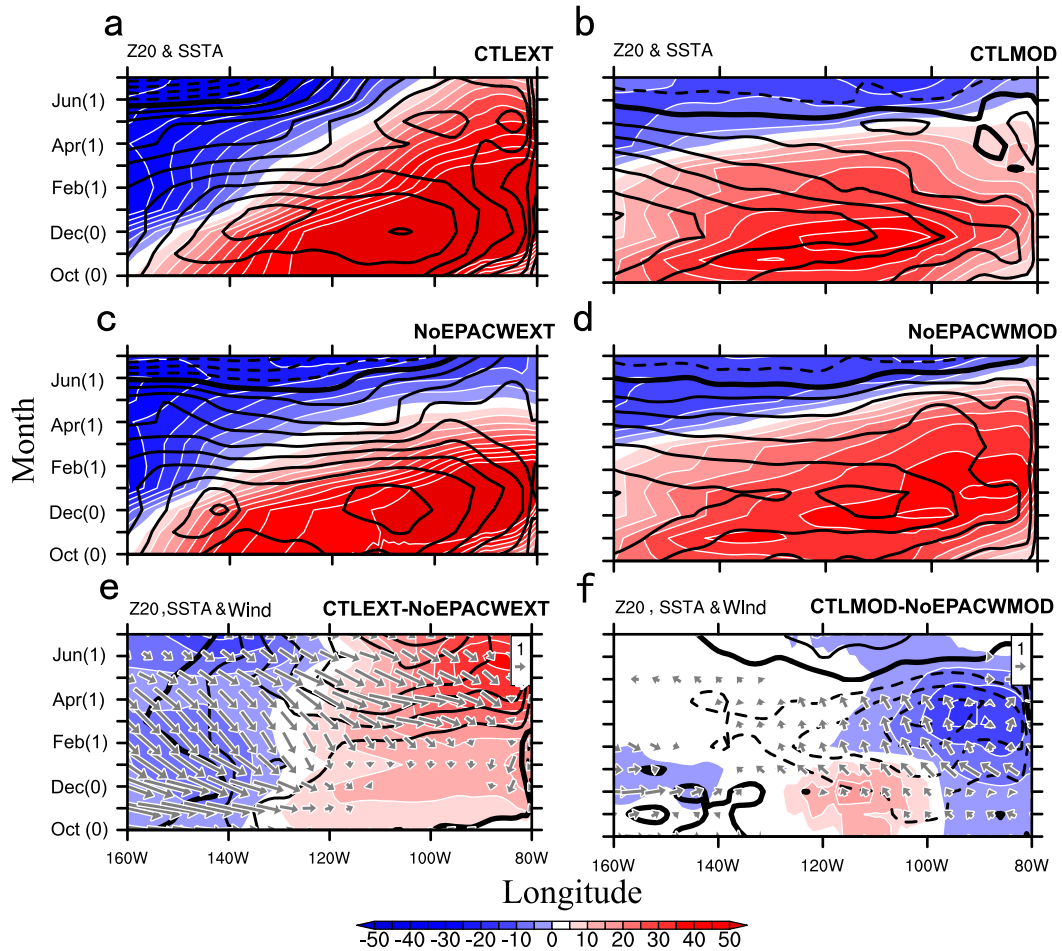 a
Z20 & SSTA
CTLEXT
Jun(1)
Apr(1)
Feb(1)
Dec(0)
Oct (0)
b
Z20 & SSTA
CTLMOD
c
NoEPACWEXT
Jun(1)
Apr(1)
Feb(1)
Dec(0)
Oct (0)
d
NoEPACWMOD
Month
e
Z20 ,SSTA & Wind
CTLEXT-NoEPACWEXT
1
Jun(1)
Apr(1)
Feb(1)
Dec(0)
Oct (0)
160W 140W 120W 100W 80W
f
Z20 , SSTA & WInd
CTLMOD-NoEPACWMOD
1
160W 140W 120W 100W 80W
Longitude
-50 -40 -30 -20 -10 0 10 20 30 40 50